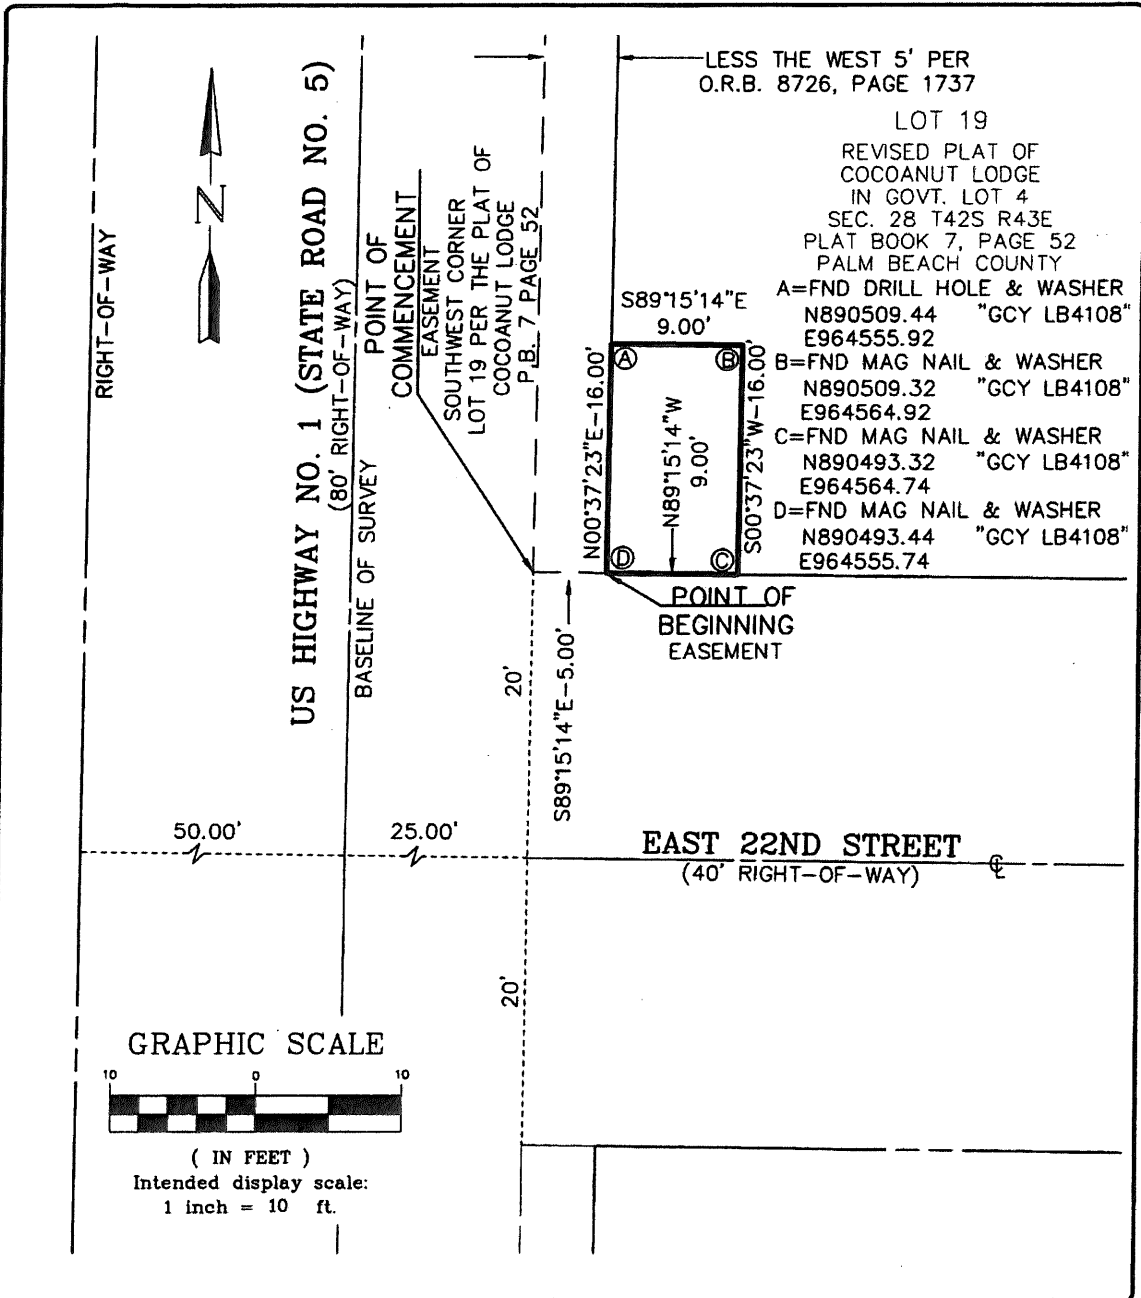 LESS THE WEST 5' PER
O.R.B. 8726, PAGE 1737
LOT 19
REVISED PLAT OF
COCOANUT LODGE
IN GOVT. LOT 4
SEC. 28 T42S R43E
PLAT BOOK 7, PAGE 52
PALM BEACH COUNTY
A=FND DRILL HOLE & WASHER
N890509.44 "GCY LB4108"
E964555.92
B=FND MAG NAIL & WASHER
N890509.32 "GCY LB4108"
E964564.92
C=FND MAG NAIL & WASHER
N890493.32 "GCY LB4108"
E964564.74
D=FND MAG NAIL & WASHER
N890493.44 "GCY LB4108"
E964555.74
N
RIGHT-OF-WAY
US HIGHWAY NO. 1 (STATE ROAD NO. 5)
(80' RIGHT-OF-WAY)
BASELINE OF SURVEY
POINT OF
COMMENCEMENT
EASEMENT
SOUTHWEST CORNER
LOT 19 PER THE PLAT OF
COCOANUT LODGE
P.B. 7 PAGE 52
S89°15'14"E
9.00'
A
B
N00°37'23"E-16.00'
N89°15'14"W
9.00'
S00°37'23"W-16.00'
D
C
POINT OF
BEGINNING
EASEMENT
S89°15'14"E-5.00'
20'
50.00'
25.00'
EAST 22ND STREET
(40' RIGHT-OF-WAY)
℄
20'
GRAPHIC SCALE
10 0 10
( IN FEET )
Intended display scale:
1 inch = 10 ft.